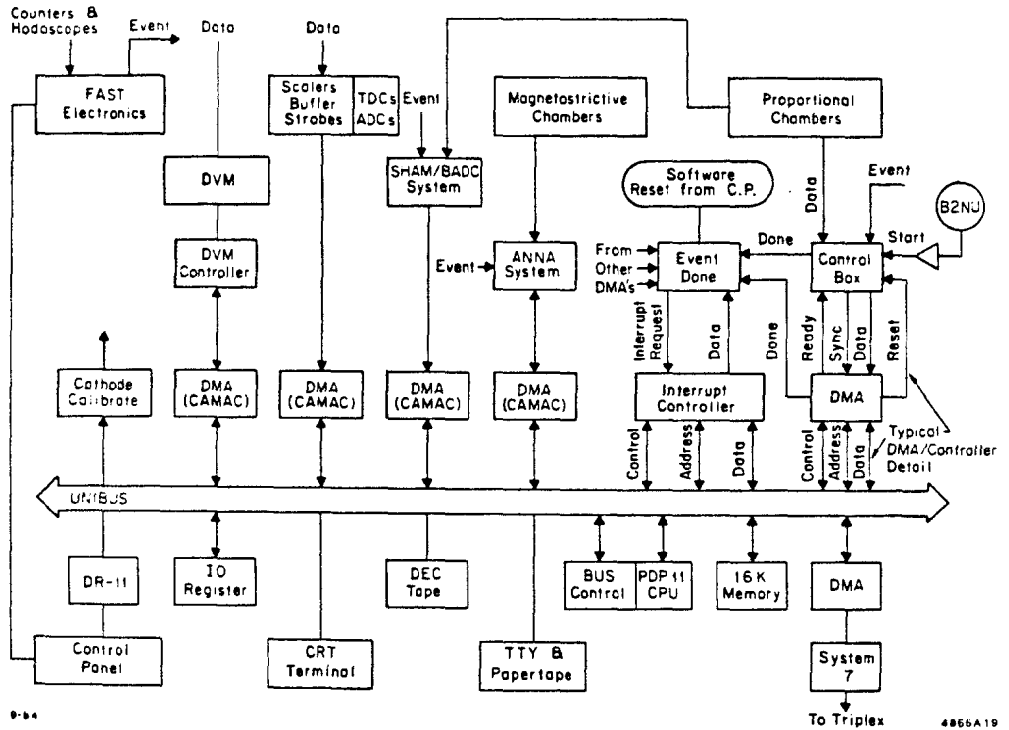 Counters &
Hodoscopes
Event
Data
Data
FAST
Electronics
Scalers
Buffer
Strobes
TDCs
ADCs
Event
Magnetostrictive
Chambers
Proportional
Chambers
DVM
SHAM/BADC
System
Software
Reset from C.P.
Data
Event
B2NU
Start
DVM
Controller
Event
ANNA
System
From
Other
DMA's
Event
Done
Done
Control
Box
Interrupt
Request
Data
Done
Ready
Sync
Data
Reset
Cathode
Calibrate
DMA
(CAMAC)
DMA
(CAMAC)
DMA
(CAMAC)
DMA
(CAMAC)
Interrupt
Controller
DMA
Control
Address
Data
Control
Address
Data
Typical
DMA/Controller
Detail
UNIBUS
DR-11
IO
Register
DEC
Tape
BUS
Control
PDP 11
CPU
16K
Memory
DMA
Control
Panel
CRT
Terminal
TTY &
Papertape
System
7
To Triplex
9-84
4866A19